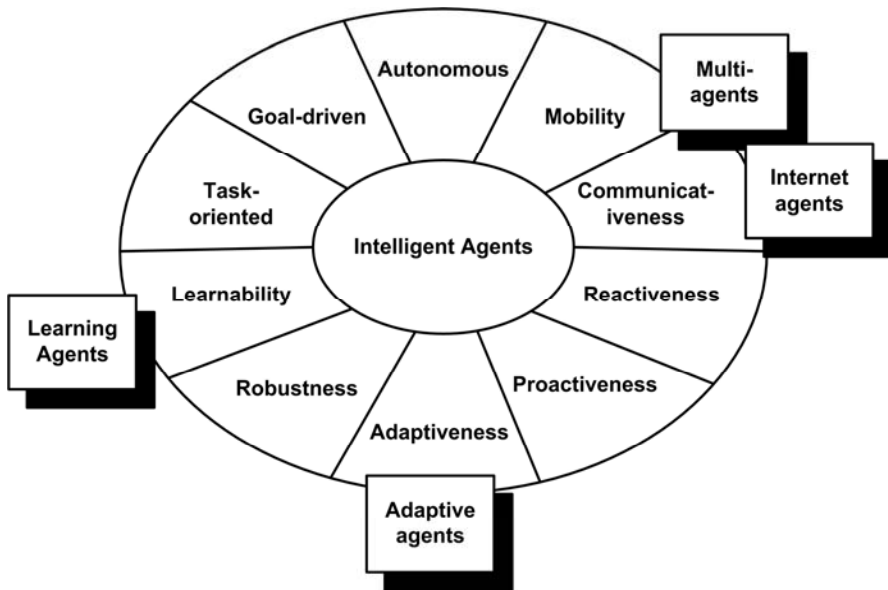 Autonomous
Multi-
agents
Goal-driven
Mobility
Task-
oriented
Communicat-
iveness
Internet
agents
Intelligent Agents
Learnability
Reactiveness
Learning
Agents
Robustness
Proactiveness
Adaptiveness
Adaptive
agents